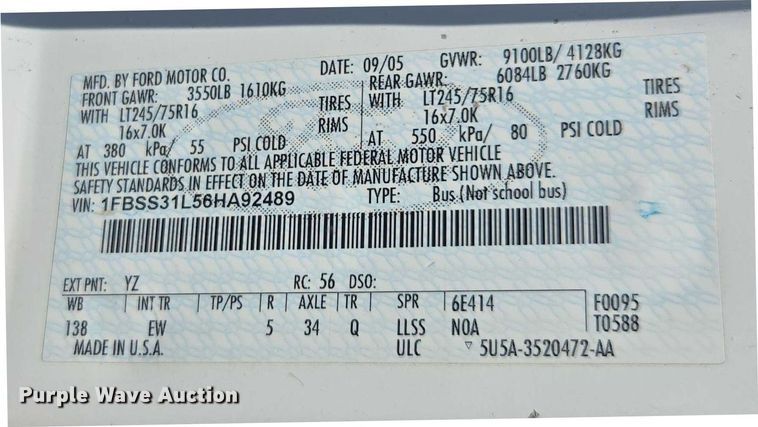 MFD. BY FORD MOTOR CO. DATE: 09/05 GVWR: 9100LB/ 4128KG
FRONT GAWR: 3550LB 1610KG REAR GAWR: 6084LB 2760KG
WITH LT245/75R16 TIRES WITH LT245/75R16 TIRES
16x7.0K RIMS 16x7.0K RIMS
AT 380 kPa/ 55 PSI COLD AT 550 kPa/ 80 PSI COLD
THIS VEHICLE CONFORMS TO ALL APPLICABLE FEDERAL MOTOR VEHICLE
SAFETY STANDARDS IN EFFECT ON THE DATE OF MANUFACTURE SHOWN ABOVE.
VIN: 1FBSS31L56HA92489 TYPE: Bus (Not school bus)
EXT PNT: YZ RC: 56 DSO:
WB INT TR TP/PS R AXLE TR SPR 6E414 F0095
138 EW 5 34 Q LLSS NOA T0588
MADE IN U.S.A. ULC ▽ 5U5A-3520472-AA
Purple Wave Auction